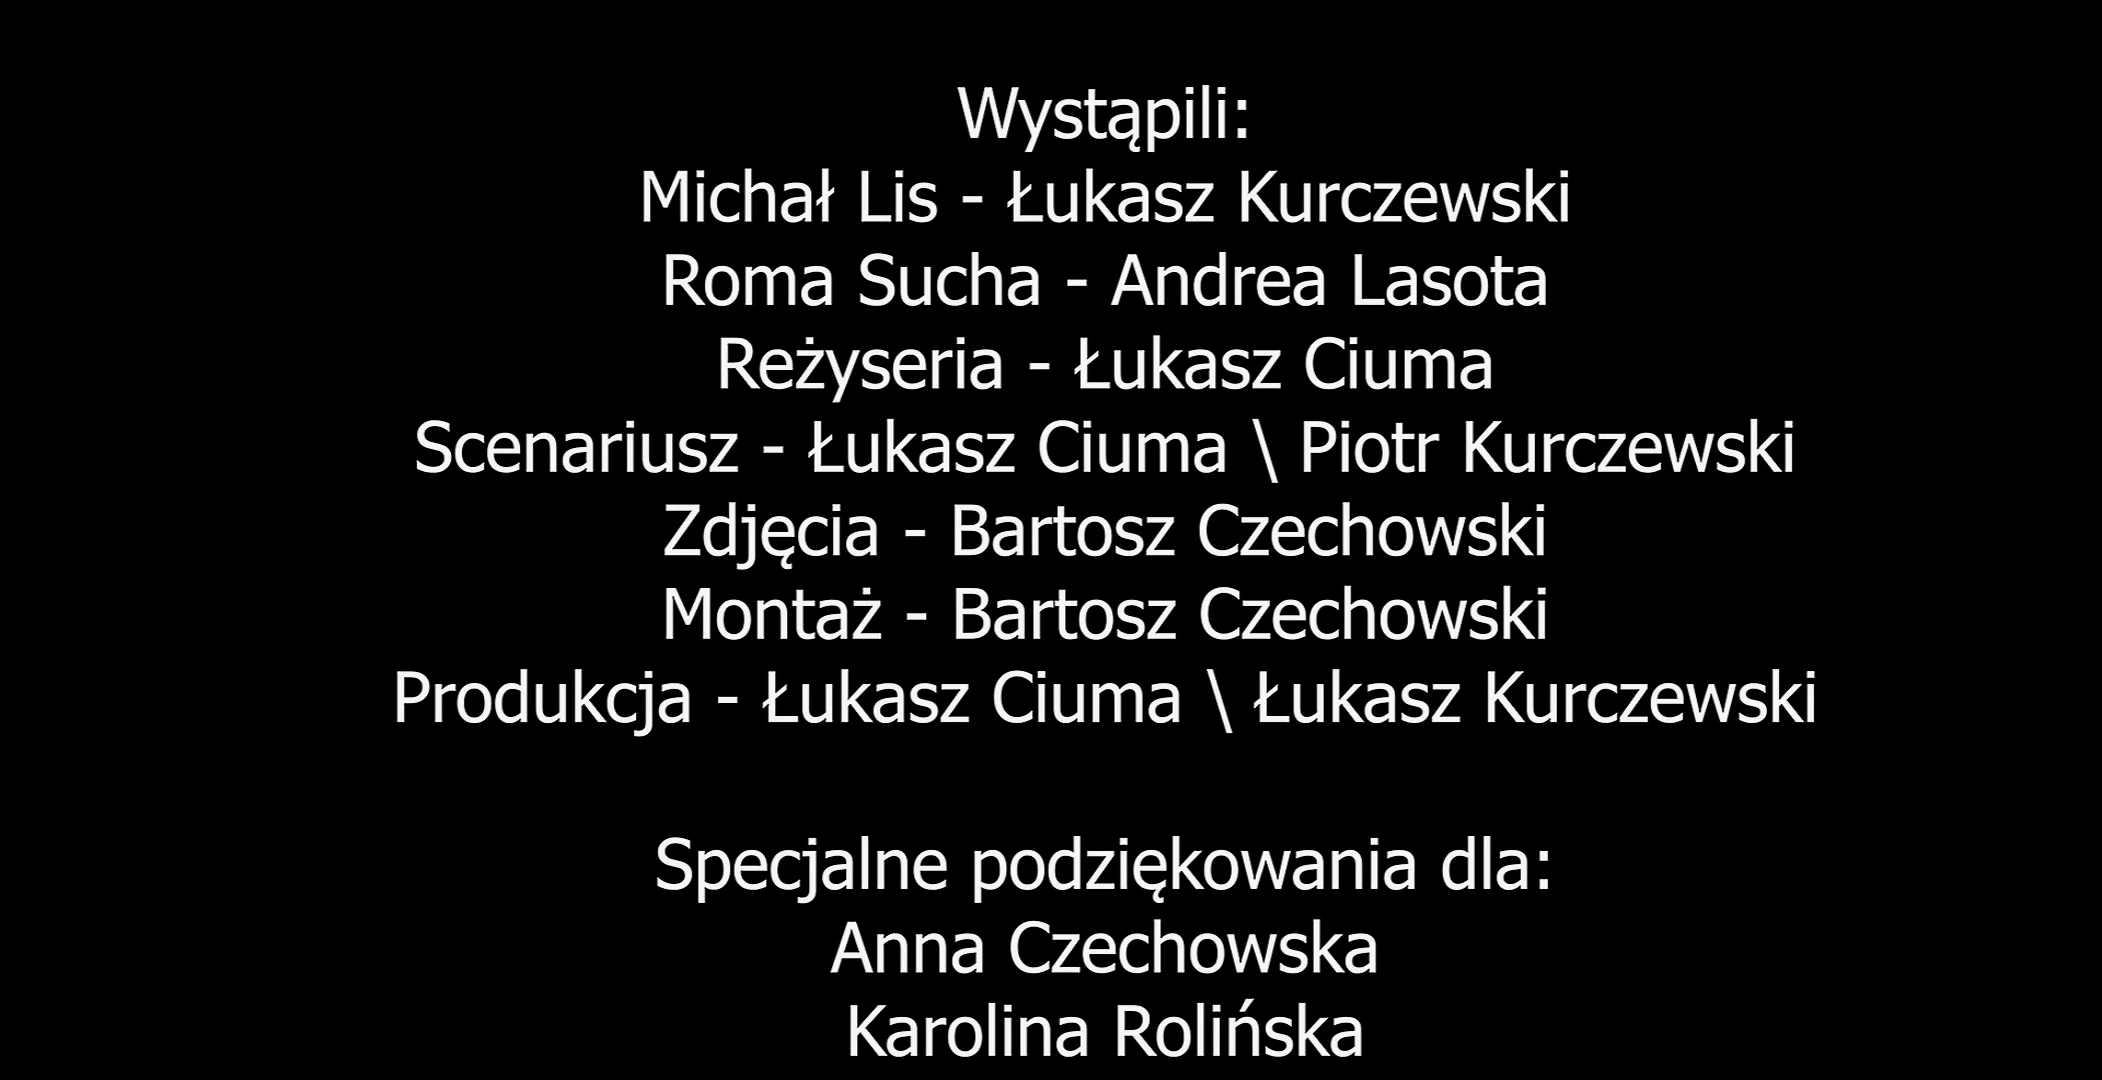 Wystąpili:
Michał Lis - Łukasz Kurczewski
Roma Sucha - Andrea Lasota
Reżyseria - Łukasz Ciuma
Scenariusz - Łukasz Ciuma \ Piotr Kurczewski
Zdjęcia - Bartosz Czechowski
Montaż - Bartosz Czechowski
Produkcja - Łukasz Ciuma \ Łukasz Kurczewski
Specjalne podziękowania dla:
Anna Czechowska
Karolina Rolińska